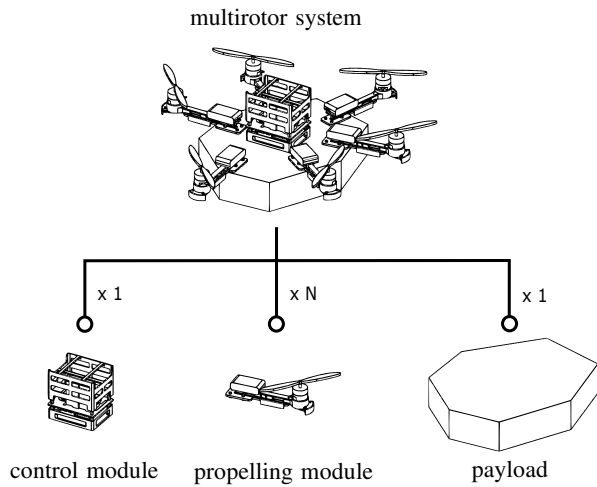 multirotor system
x 1
x N
x 1
control module
propelling module
payload